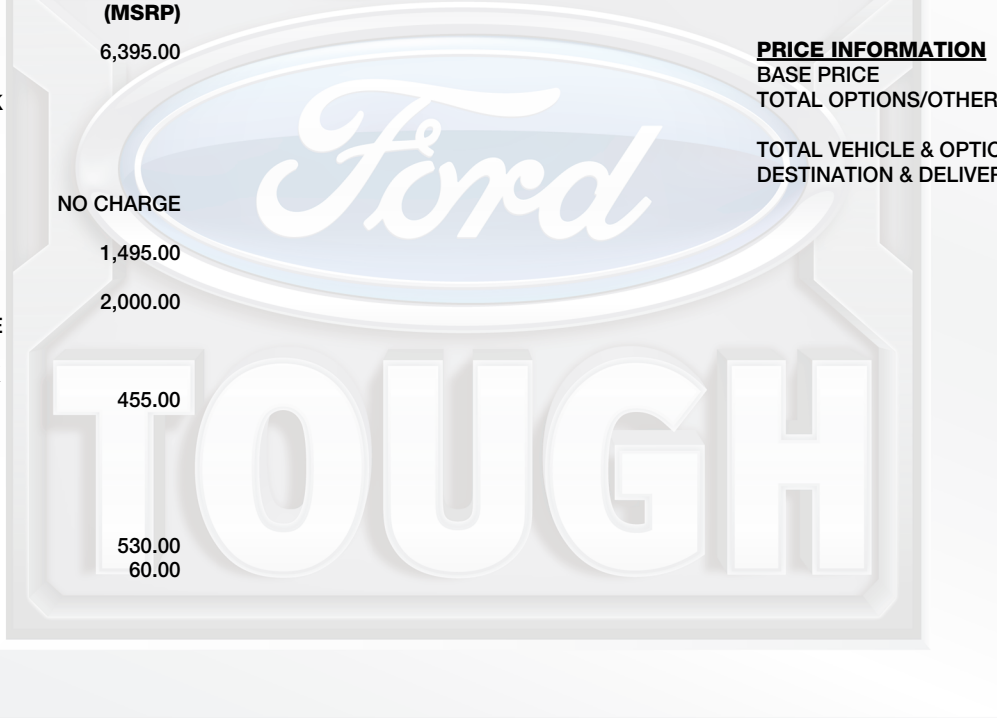 (MSRP)
6,395.00
NO CHARGE
1,495.00
2,000.00
455.00
530.00
60.00
PRICE INFORMATION
BASE PRICE
TOTAL OPTIONS/OTHER
TOTAL VEHICLE & OPTIO
DESTINATION & DELIVER
Ford
TOUGH